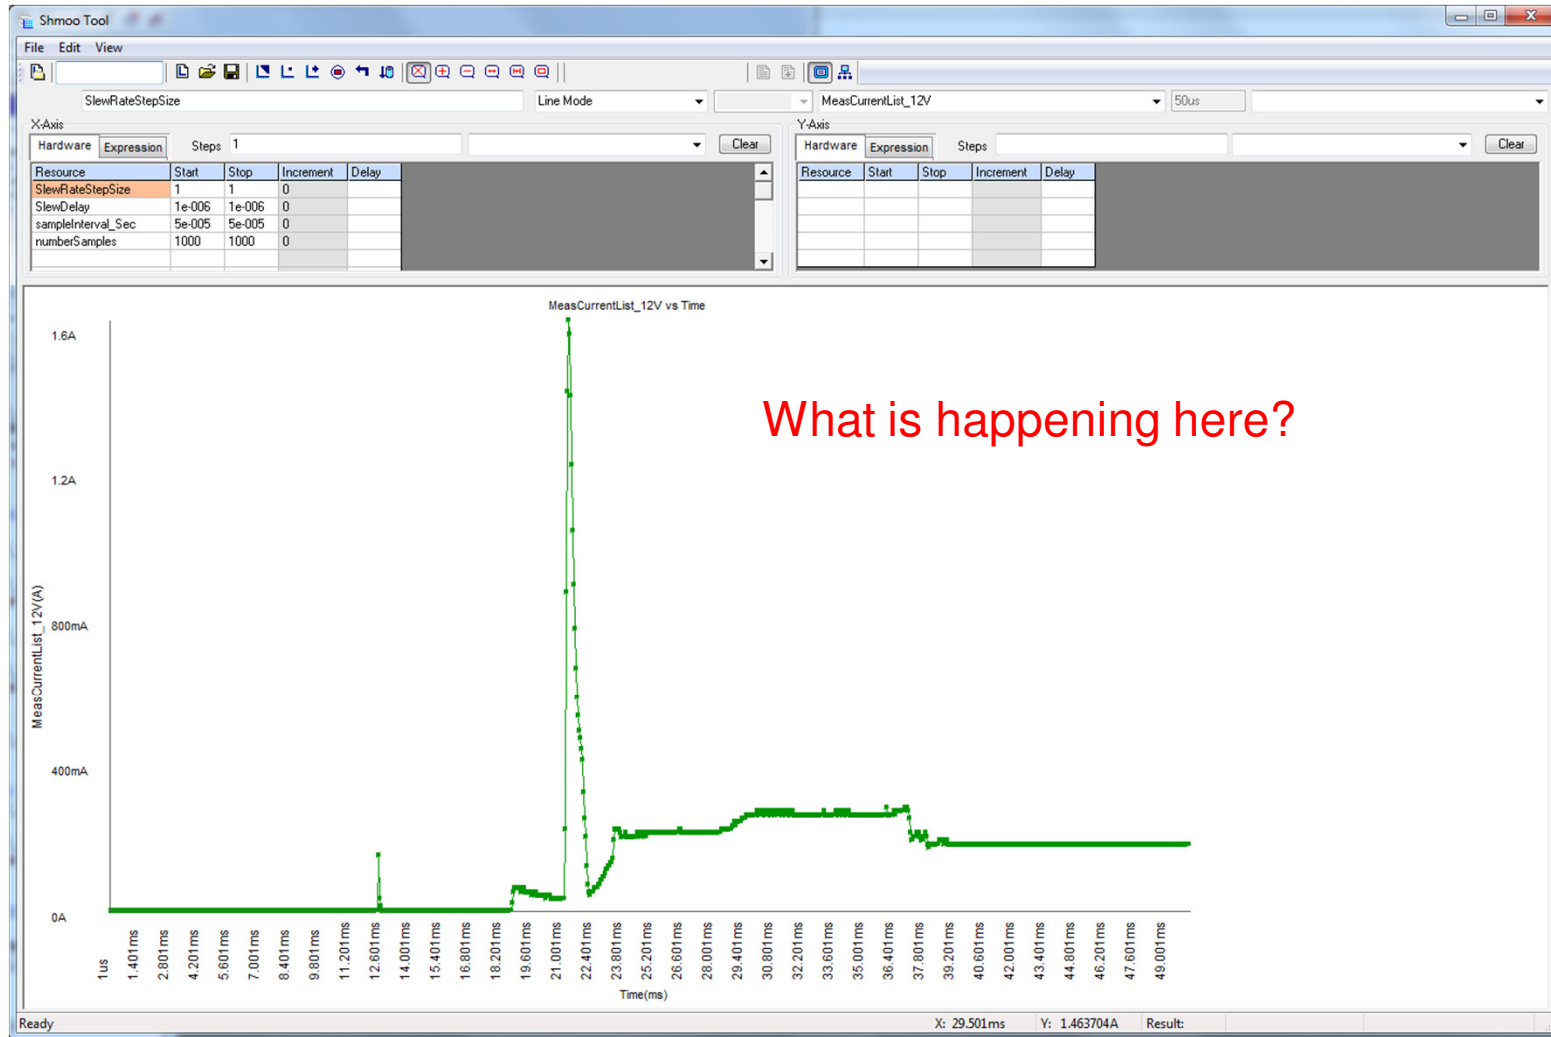 Shmoo Tool
File Edit View
SlewRateStepSize Line Mode MeasCurrentList_12V 50us
X-Axis Y-Axis
Hardware Expression Steps 1 Clear Hardware Expression Steps Clear
Resource Start Stop Increment Delay Resource Start Stop Increment Delay
SlewRateStepSize 1 1 0
SlewDelay 1e-006 1e-006 0
sampleInterval_Sec 5e-005 5e-005 0
numberSamples 1000 1000 0
MeasCurrentList_12V vs Time
1.6A
What is happening here?
1.2A
MeasCurrentList_12V(A)
800mA
400mA
0A
1us 1.401ms 2.801ms 4.201ms 5.601ms 7.001ms 8.401ms 9.801ms 11.201ms 12.601ms 14.001ms 15.401ms 16.801ms 18.201ms 19.601ms 21.001ms 22.401ms 23.801ms 25.201ms 26.601ms 28.001ms 29.401ms 30.801ms 32.201ms 33.601ms 35.001ms 36.401ms 37.801ms 39.201ms 40.601ms 42.001ms 43.401ms 44.801ms 46.201ms 47.601ms 49.001ms
Time(ms)
Ready X: 29.501ms Y: 1.463704A Result: